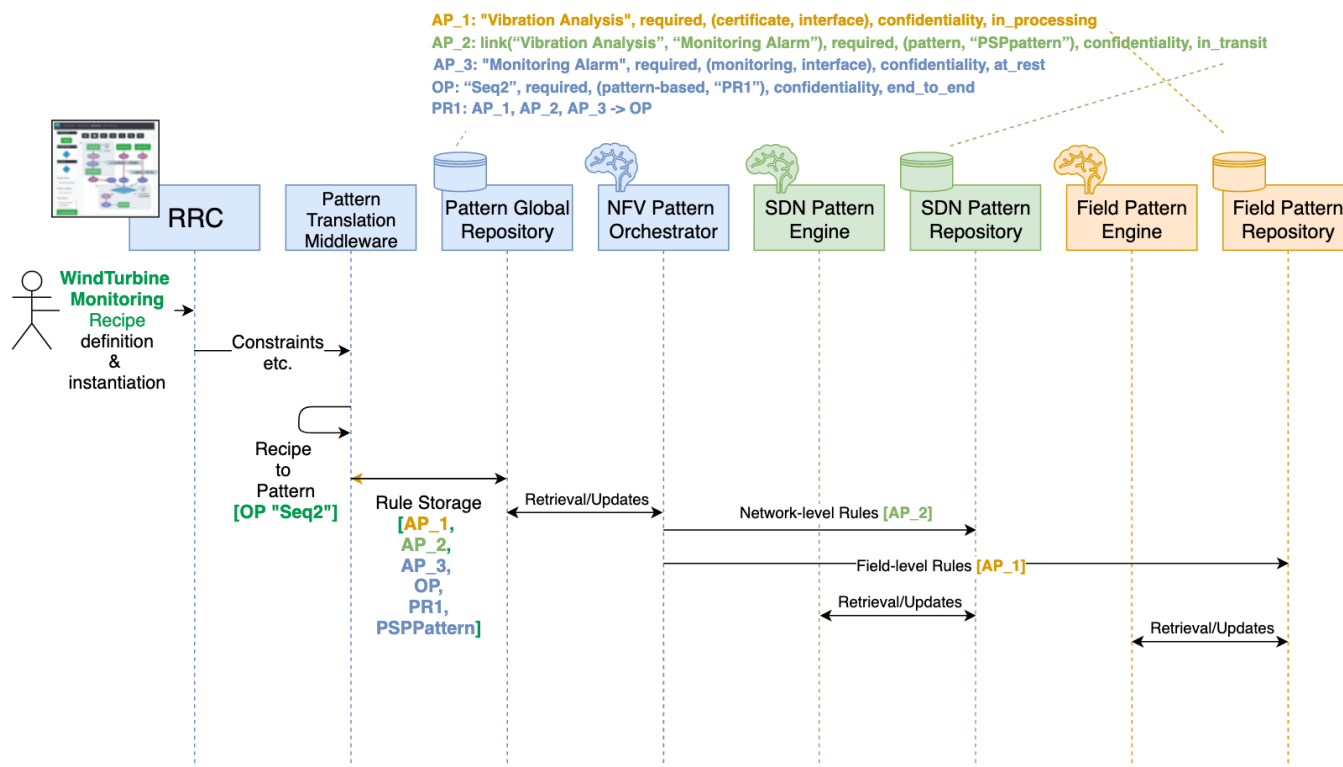 AP_1: "Vibration Analysis", required, (certificate, interface), confidentiality, in_processing
AP_2: link(“Vibration Analysis”, “Monitoring Alarm”), required, (pattern, “PSPpattern”), confidentiality, in_transit
AP_3: "Monitoring Alarm", required, (monitoring, interface), confidentiality, at_rest
OP: “Seq2”, required, (pattern-based, “PR1”), confidentiality, end_to_end
PR1: AP_1, AP_2, AP_3 -> OP
RRC
Pattern
Translation
Middleware
Pattern Global
Repository
NFV Pattern
Orchestrator
SDN Pattern
Engine
SDN Pattern
Repository
Field Pattern
Engine
Field Pattern
Repository
WindTurbine
Monitoring
Recipe
definition
&
instantiation
Constraints
etc.
Recipe
to
Pattern
[OP "Seq2"]
Rule Storage
[AP_1,
AP_2,
AP_3,
OP,
PR1,
PSPPattern]
Retrieval/Updates
Network-level Rules [AP_2]
Field-level Rules [AP_1]
Retrieval/Updates
Retrieval/Updates